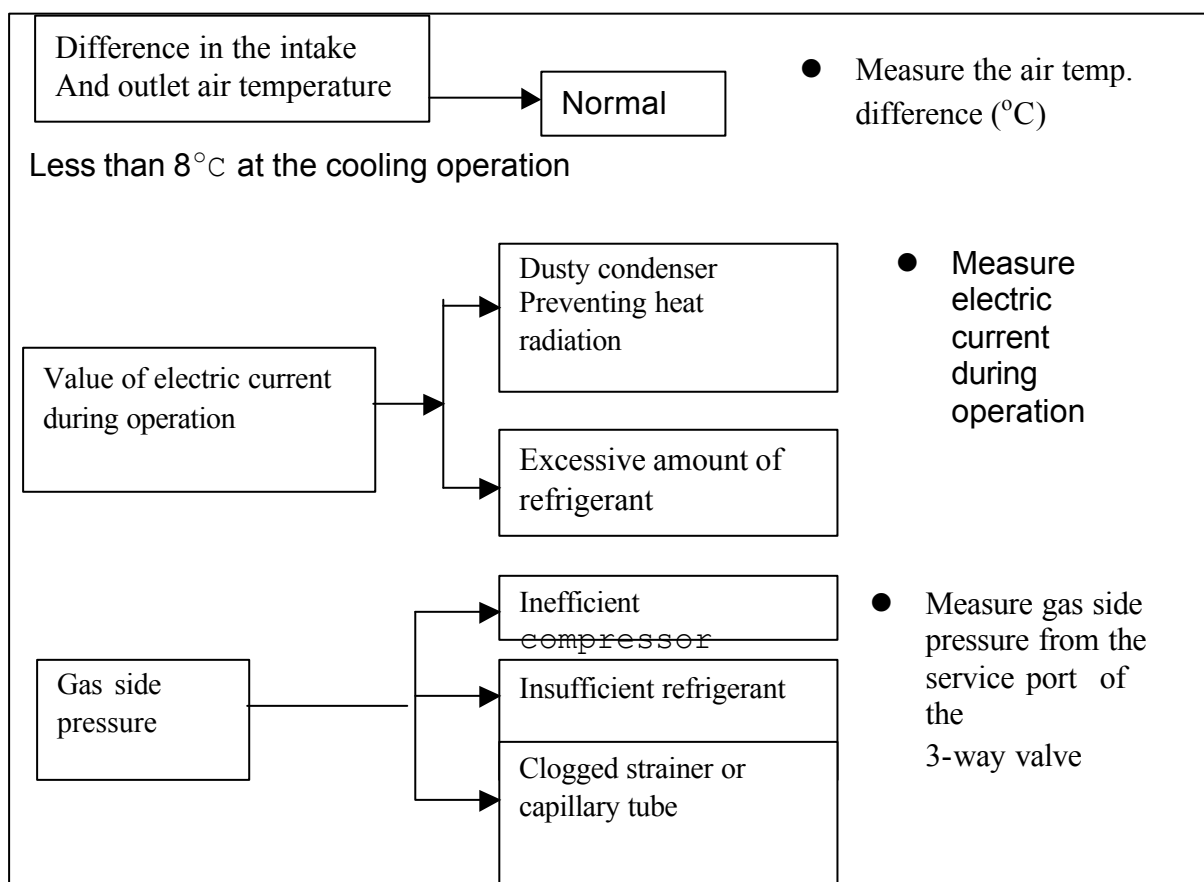 Difference in the intake
And outlet air temperature
Normal
● Measure the air temp.
difference (°C)
Less than 8°C at the cooling operation
Dusty condenser
Preventing heat
radiation
● Measure
electric
current
during
operation
Value of electric current
during operation
Excessive amount of
refrigerant
Inefficient
compressor
● Measure gas side
pressure from the
service port of
the
3-way valve
Gas side
pressure
Insufficient refrigerant
Clogged strainer or
capillary tube